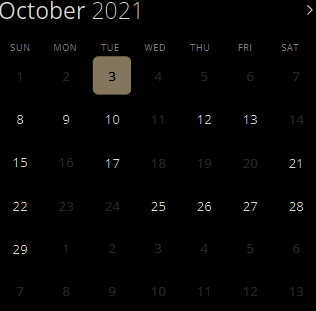 October 2021 >
SUN MON TUE WED THU FRI SAT
1 2 3 4 5 6 7
8 9 10 11 12 13 14
15 16 17 18 19 20 21
22 23 24 25 26 27 28
29 1 2 3 4 5 6
7 8 9 10 11 12 13